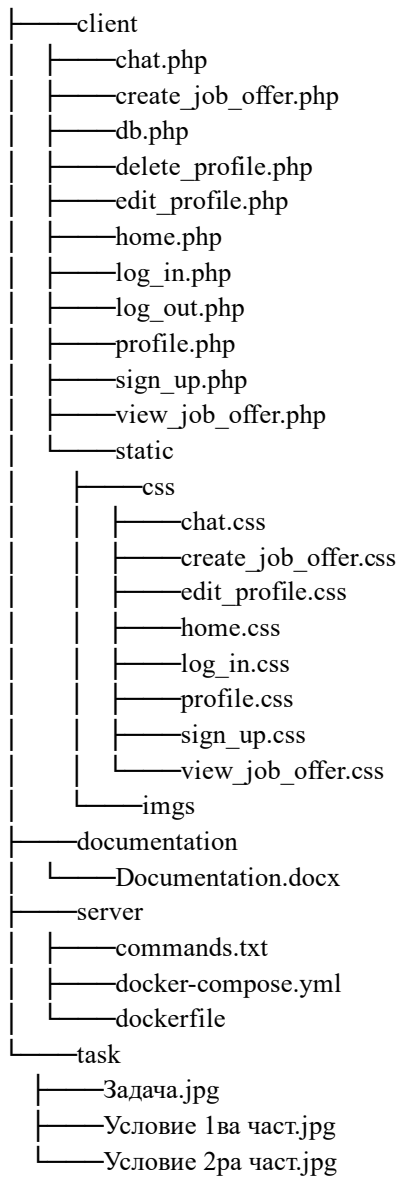 client
chat.php
create_job_offer.php
db.php
delete_profile.php
edit_profile.php
home.php
log_in.php
log_out.php
profile.php
sign_up.php
view_job_offer.php
static
css
chat.css
create_job_offer.css
edit_profile.css
home.css
log_in.css
profile.css
sign_up.css
view_job_offer.css
imgs
documentation
Documentation.docx
server
commands.txt
docker-compose.yml
dockerfile
task
Задача.jpg
Условие 1ва част.jpg
Условие 2ра част.jpg